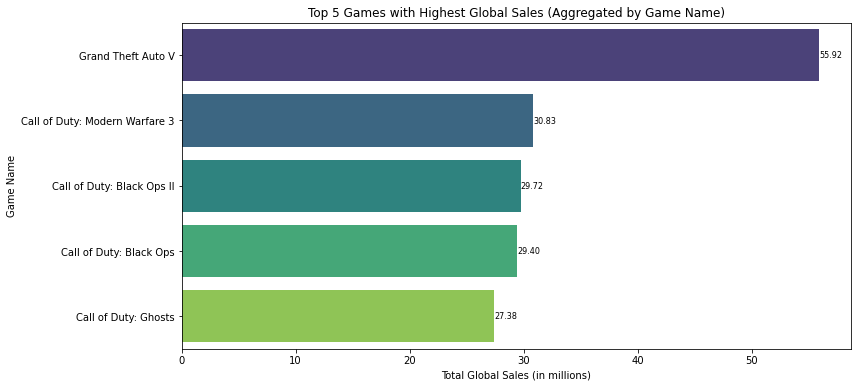 Top 5 Games with Highest Global Sales (Aggregated by Game Name)
Game Name
Grand Theft Auto V
55.92
Call of Duty: Modern Warfare 3
30.83
Call of Duty: Black Ops II
29.72
Call of Duty: Black Ops
29.40
Call of Duty: Ghosts
27.38
0 10 20 30 40 50
Total Global Sales (in millions)